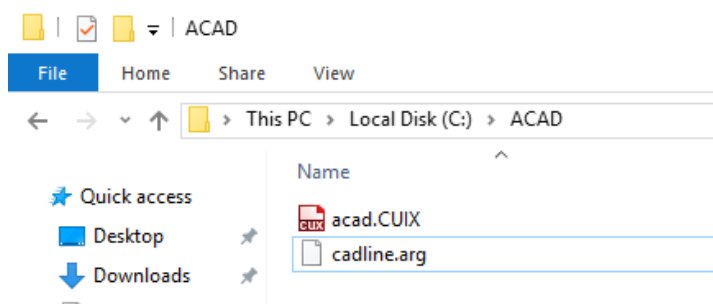 ACAD
File Home Share View
This PC Local Disk (C:) ACAD
Name
Quick access
CUX acad.CUIX
Desktop cadline.arg
Downloads